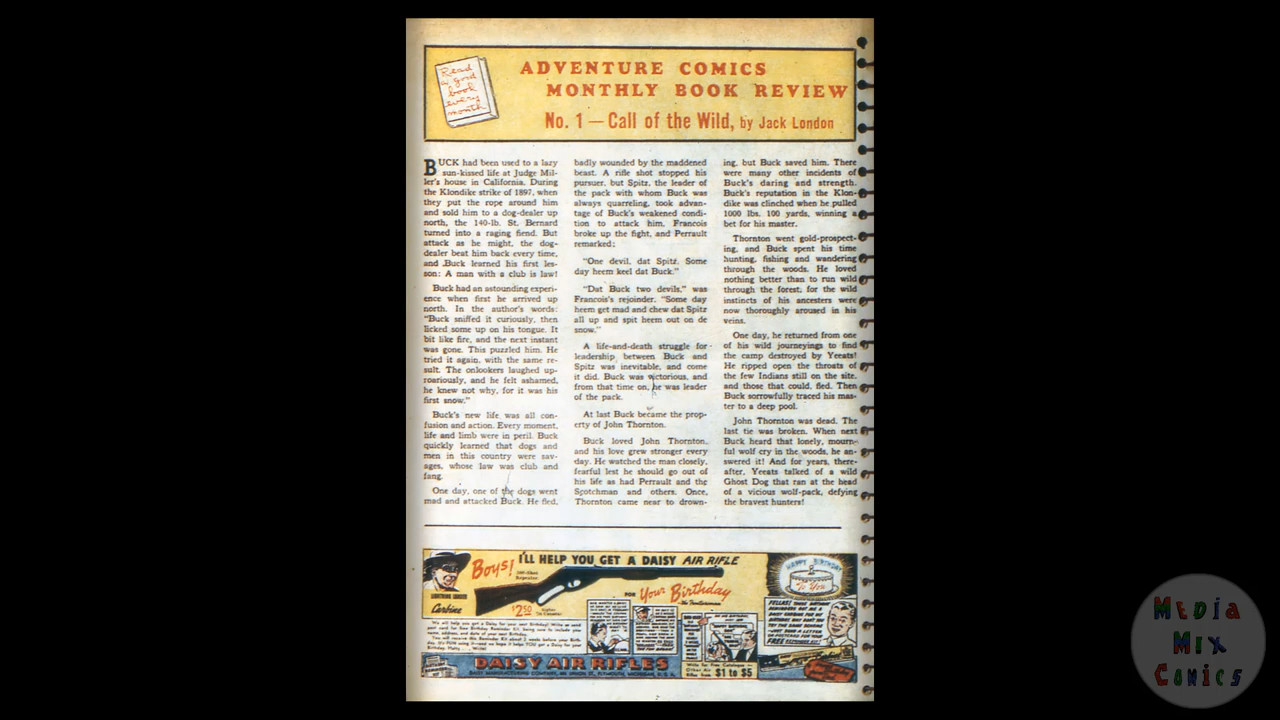 Read
a good
book
every
month
ADVENTURE COMICS
MONTHLY BOOK REVIEW
No. 1 — Call of the Wild, by Jack London
BUCK had been used to a lazy
sun-kissed life at Judge Mil-
ler's house in California. During
the Klondike strike of 1897, when
they put the rope around him
and sold him to a dog-dealer up
north, the 140-lb. St. Bernard
turned into a raging fiend. But
attack as he might, the dog-
dealer beat him back every time,
and Buck learned his first les-
son: A man with a club is law!
Buck had an astounding experi-
ence when first he arrived up
north. In the author's words:
"Buck sniffed it curiously, then
licked some up on his tongue. It
bit like fire, and the next instant
was gone. This puzzled him. He
tried it again, with the same re-
sult. The onlookers laughed up-
roariously, and he felt ashamed,
he knew not why, for it was his
first snow."
Buck's new life was all con-
fusion and action. Every moment,
life and limb were in peril. Buck
quickly learned that dogs and
men in this country were sav-
ages, whose law was club and
fang.
One day, one of the dogs went
mad and attacked Buck. He fled,
badly wounded by the maddened
beast. A rifle shot stopped his
pursuer, but Spitz, the leader of
the pack with whom Buck was
always quarreling, took advan-
tage of Buck's weakened condi-
tion to attack him. Francois
broke up the fight, and Perrault
remarked:
"One devil, dat Spitz. Some
day heem keel dat Buck."
"Dat Buck two devils," was
Francois's rejoinder. "Some day
heem get mad and chew dat Spitz
all up and spit heem out on de
snow."
A life-and-death struggle for
leadership between Buck and
Spitz was inevitable, and come
it did. Buck was victorious, and
from that time on, he was leader
of the pack.
At last Buck became the prop-
erty of John Thornton.
Buck loved John Thornton,
and his love grew stronger every
day. He watched the man closely,
fearful lest he should go out of
his life as had Perrault and the
Scotchman and others. Once,
Thornton came near to drown-
ing, but Buck saved him. There
were many other incidents of
Buck's daring and strength.
Buck's reputation in the Klon-
dike was clinched when he pulled
1000 lbs. 100 yards, winning a
bet for his master.
Thornton went gold-prospect-
ing, and Buck spent his time
hunting, fishing and wandering
through the woods. He loved
nothing better than to run wild
through the forest, for the wild
instincts of his ancesters were
now thoroughly aroused in his
veins.
One day, he returned from one
of his wild journeyings to find
the camp destroyed by Yeeats!
He ripped open the throats of
the few Indians still on the site,
and those that could, fled. Then
Buck sorrowfully traced his mas-
ter to a deep pool.
John Thornton was dead. The
last tie was broken. When next
Buck heard that lonely, mourn-
ful wolf cry in the woods, he an-
swered it! And for years, there-
after, Yeeats talked of a wild
Ghost Dog that ran at the head
of a vicious wolf-pack, defying
the bravest hunters!
Boys! I'LL HELP YOU GET A DAISY AIR RIFLE
FOR Your Birthday
Carbine
$2.50
HAPPY BIRTHDAY
To You
DAISY AIR RIFLES
DAISY MANUFACTURING COMPANY, UNION ST., PLYMOUTH, MICHIGAN, U.S.A.
$1 to $5
MEDiA
MiX
COMiCS